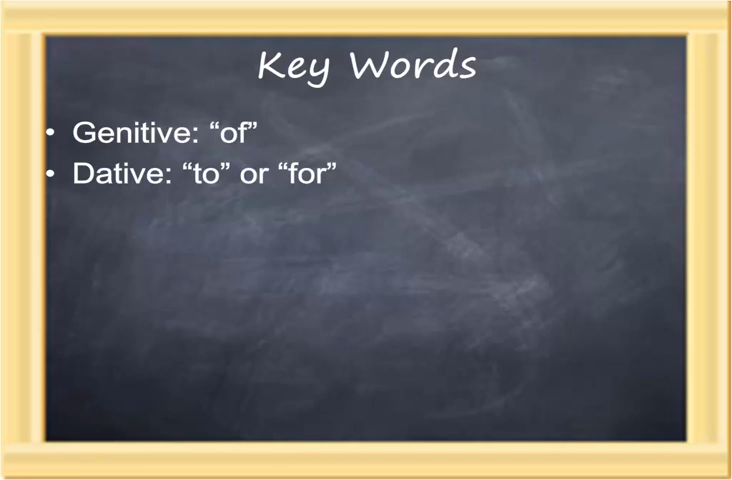 Key Words
• Genitive: “of”
• Dative: “to” or “for”